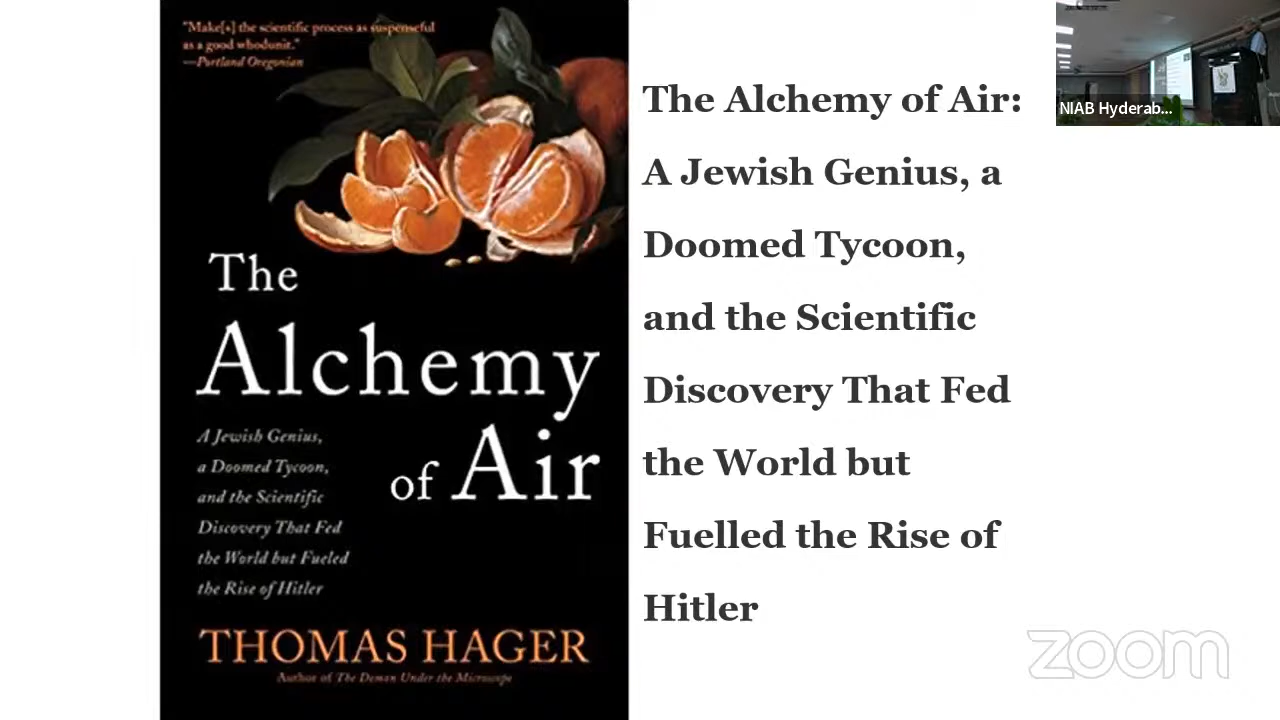 "Make[s] the scientific process as suspenseful
as a good whodunit."
—Portland Oregonian
The
Alchemy
of Air
A Jewish Genius,
a Doomed Tycoon,
and the Scientific
Discovery That Fed
the World but Fueled
the Rise of Hitler
THOMAS HAGER
Author of The Demon Under the Microscope
The Alchemy of Air:
A Jewish Genius, a
Doomed Tycoon,
and the Scientific
Discovery That Fed
the World but
Fuelled the Rise of
Hitler
NIAB Hyderab...
zoom